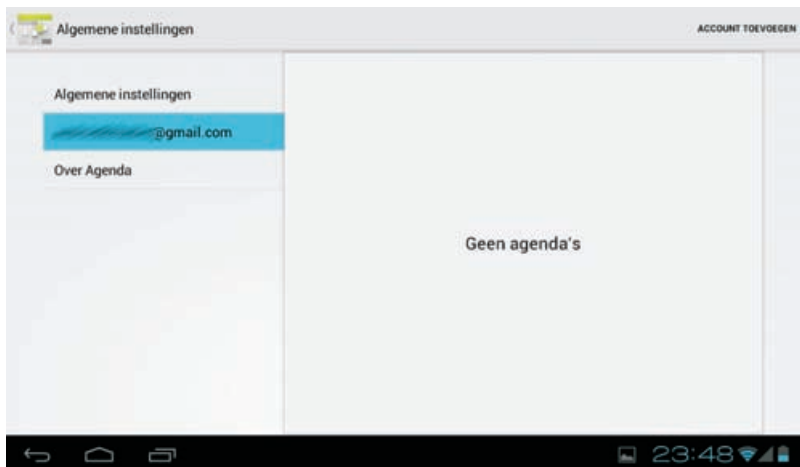 Algemene instellingen
ACCOUNT TOEVOEGEN
Algemene instellingen
@gmail.com
Over Agenda
Geen agenda's
23:48